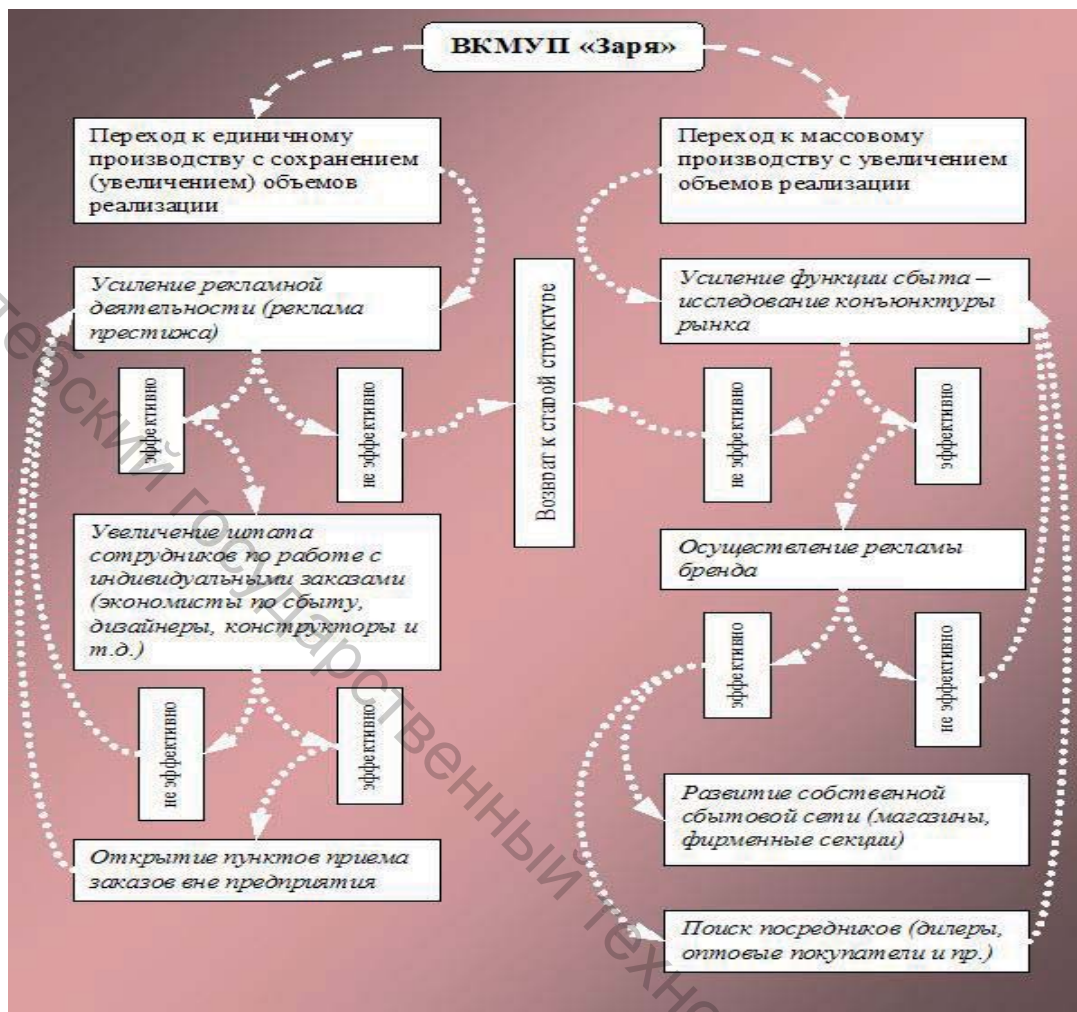 ВКМУП «Заря»
Переход к единичному
производству с сохранением
(увеличением) объемов
реализации
Переход к массовому
производству с увеличением
объемов реализации
Усиление рекламной
деятельности (реклама
престижа)
Возврат к старой структуре
Усиление функции сбыта –
исследование конъюнктуры
рынка
эффективно
не эффективно
не эффективно
эффективно
Увеличение штата
сотрудников по работе с
индивидуальными заказами
(экономисты по сбыту,
дизайнеры, конструкторы и
т.д.)
Осуществление рекламы
бренда
эффективно
не эффективно
не эффективно
эффективно
Развитие собственной
сбытовой сети (магазины,
фирменные секции)
Открытие пунктов приема
заказов вне предприятия
Поиск посредников (дилеры,
оптовые покупатели и пр.)
тебский государственный техно